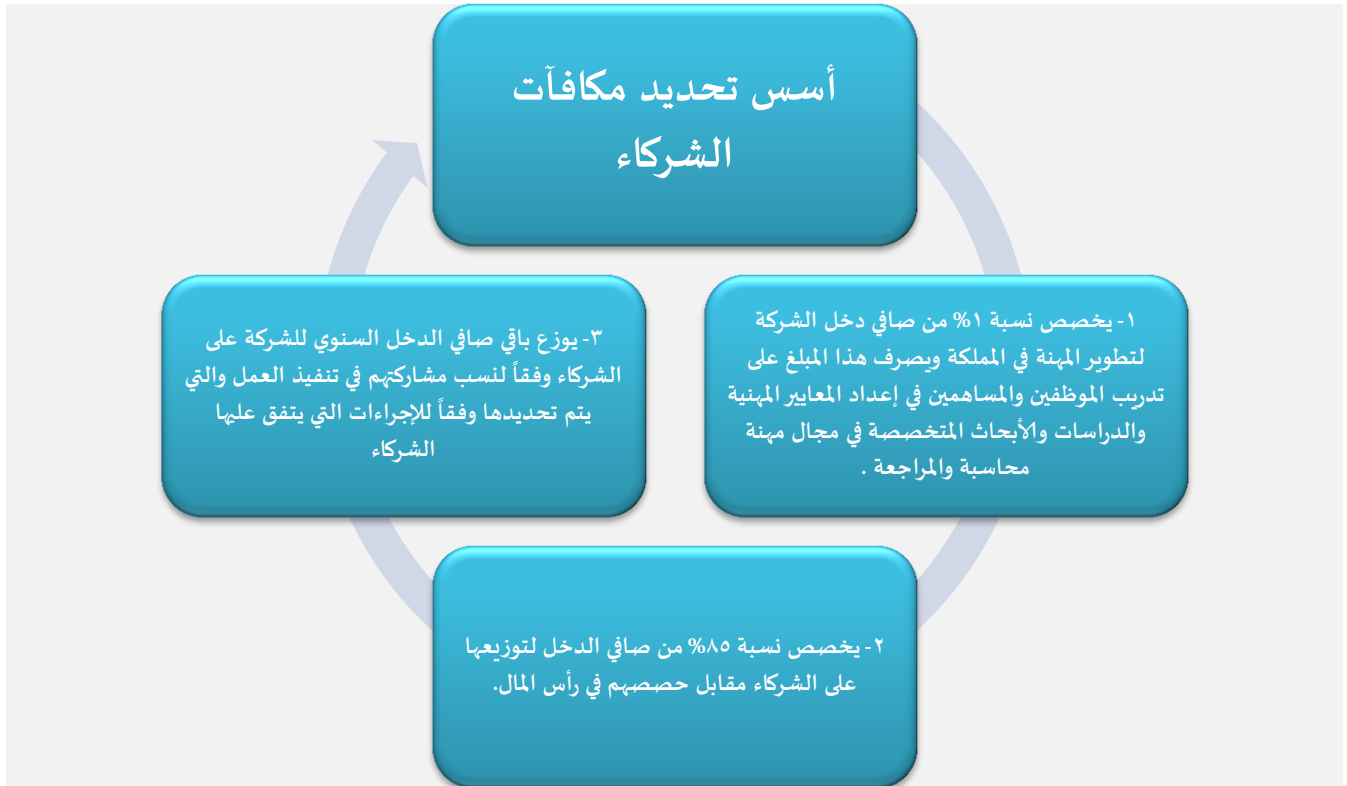 أسس تحديد مكافآت
الشركاء
١- يخصص نسبة ١% من صافي دخل الشركة
لتطوير المهنة في المملكة ويصرف هذا المبلغ على
تدريب الموظفين والمساهمين في إعداد المعايير المهنية
والدراسات والأبحاث المتخصصة في مجال مهنة
محاسبة والمراجعة .
٢- يخصص نسبة ٨٥% من صافي الدخل لتوزيعها
على الشركاء مقابل حصصهم في رأس المال.
٣- يوزع باقي صافي الدخل السنوي للشركة على
الشركاء وفقاً لنسب مشاركتهم في تنفيذ العمل والتي
يتم تحديدها وفقاً للإجراءات التي يتفق عليها
الشركاء